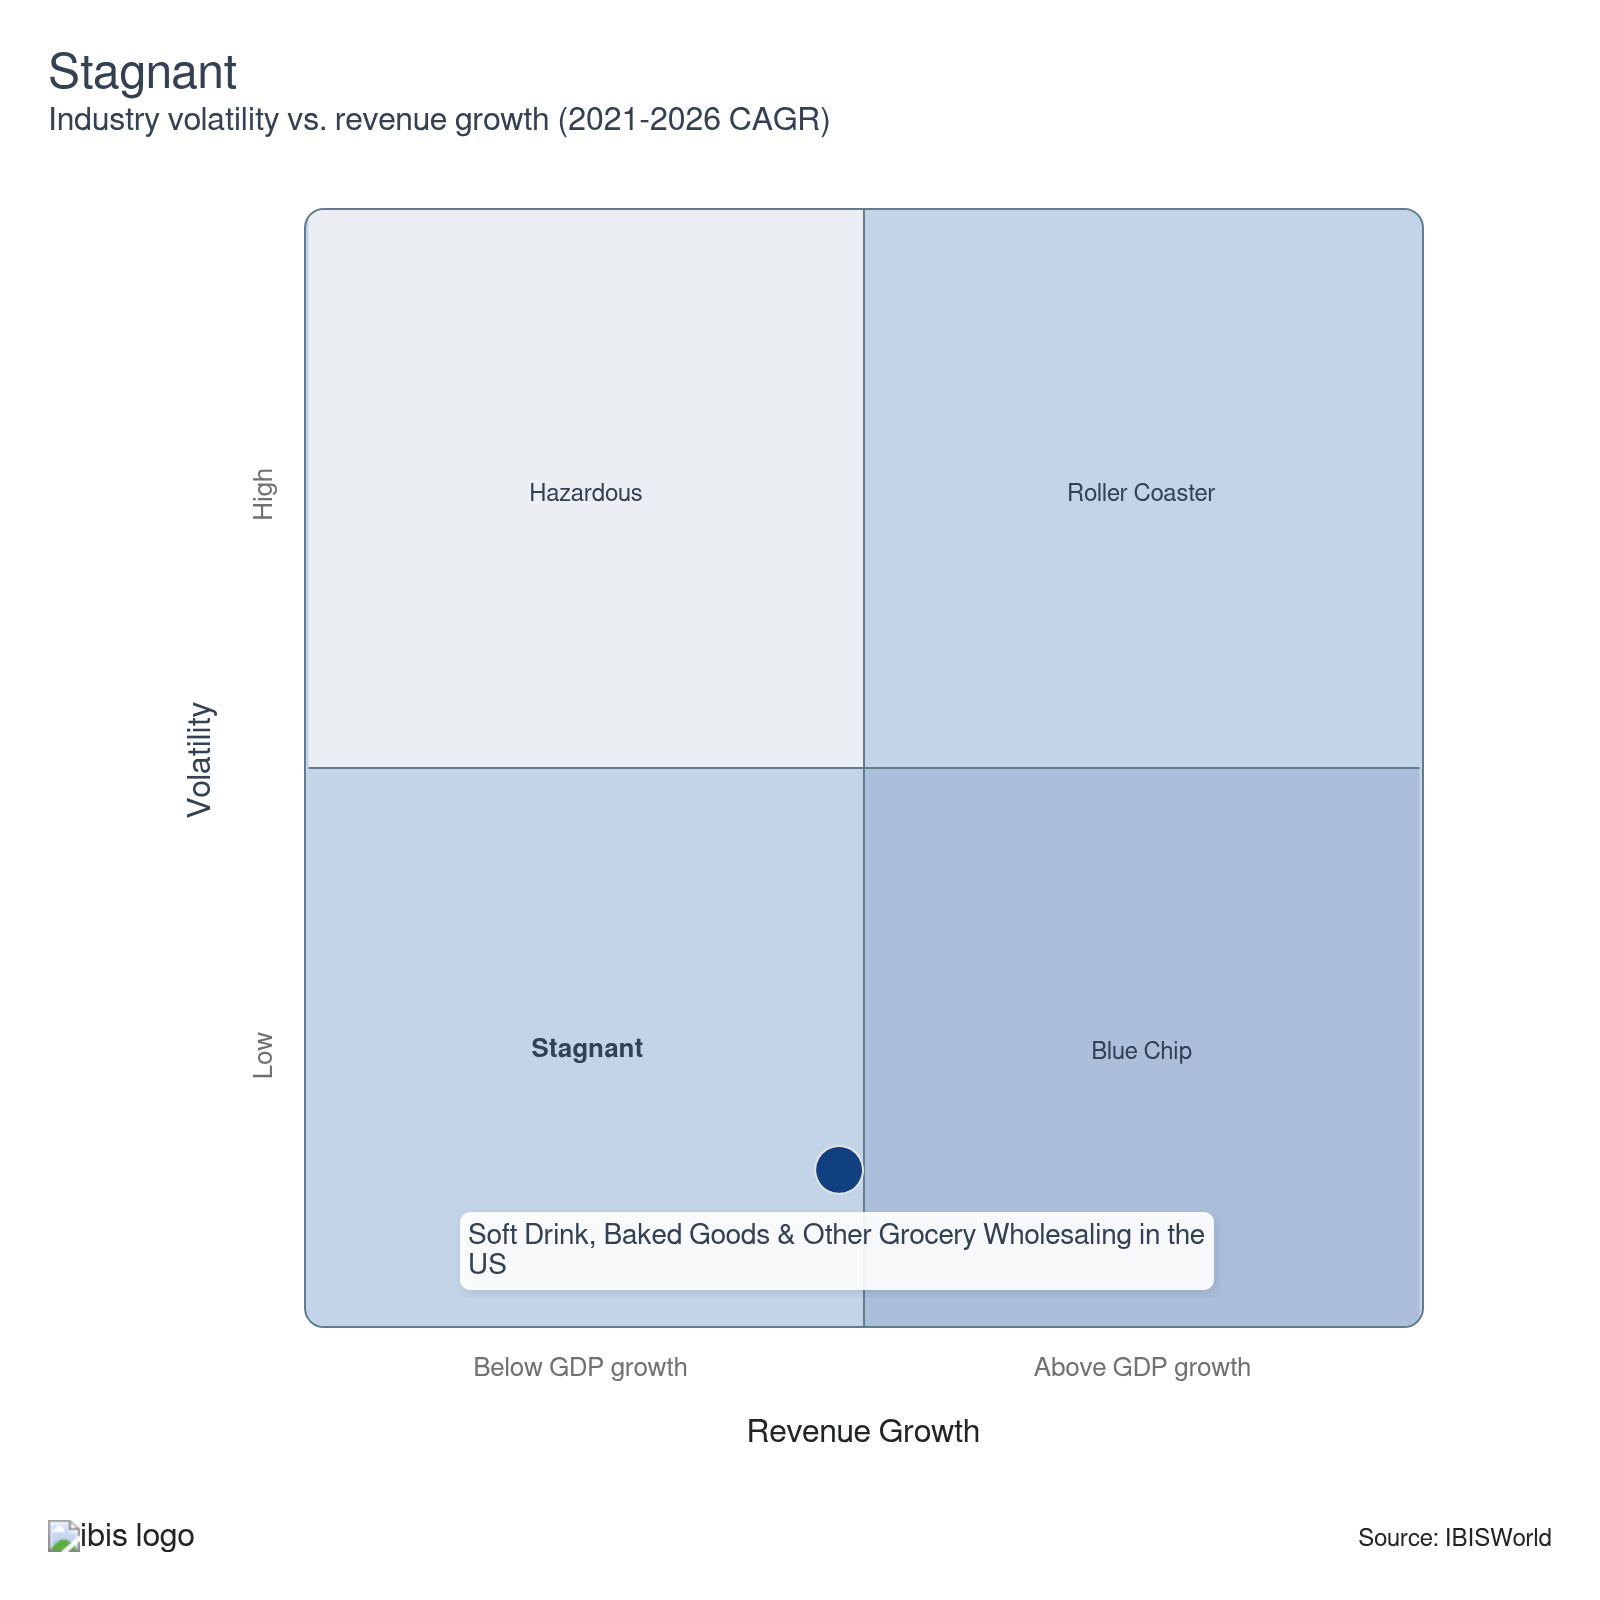 Stagnant
Industry volatility vs. revenue growth (2021-2026 CAGR)
High
Hazardous
Roller Coaster
Volatility
Low
Stagnant
Blue Chip
Soft Drink, Baked Goods & Other Grocery Wholesaling in the
US
Below GDP growth
Above GDP growth
Revenue Growth
ibis logo
Source: IBISWorld